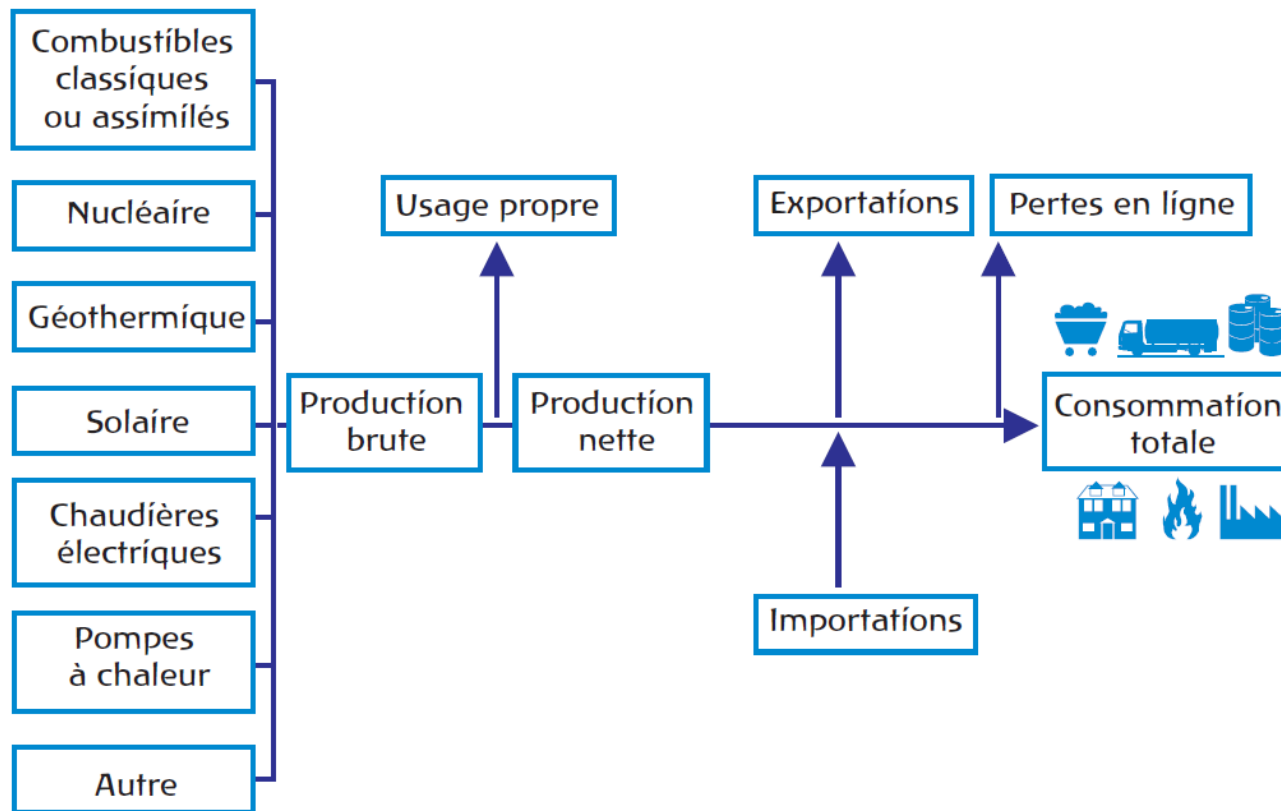 Combustibles
classiques
ou assimilés
Nucléaire
Usage propre
Exportations
Pertes en ligne
Géothermique
Solaire
Production
brute
Production
nette
Consommation
totale
Chaudières
électriques
Pompes
à chaleur
Importations
Autre